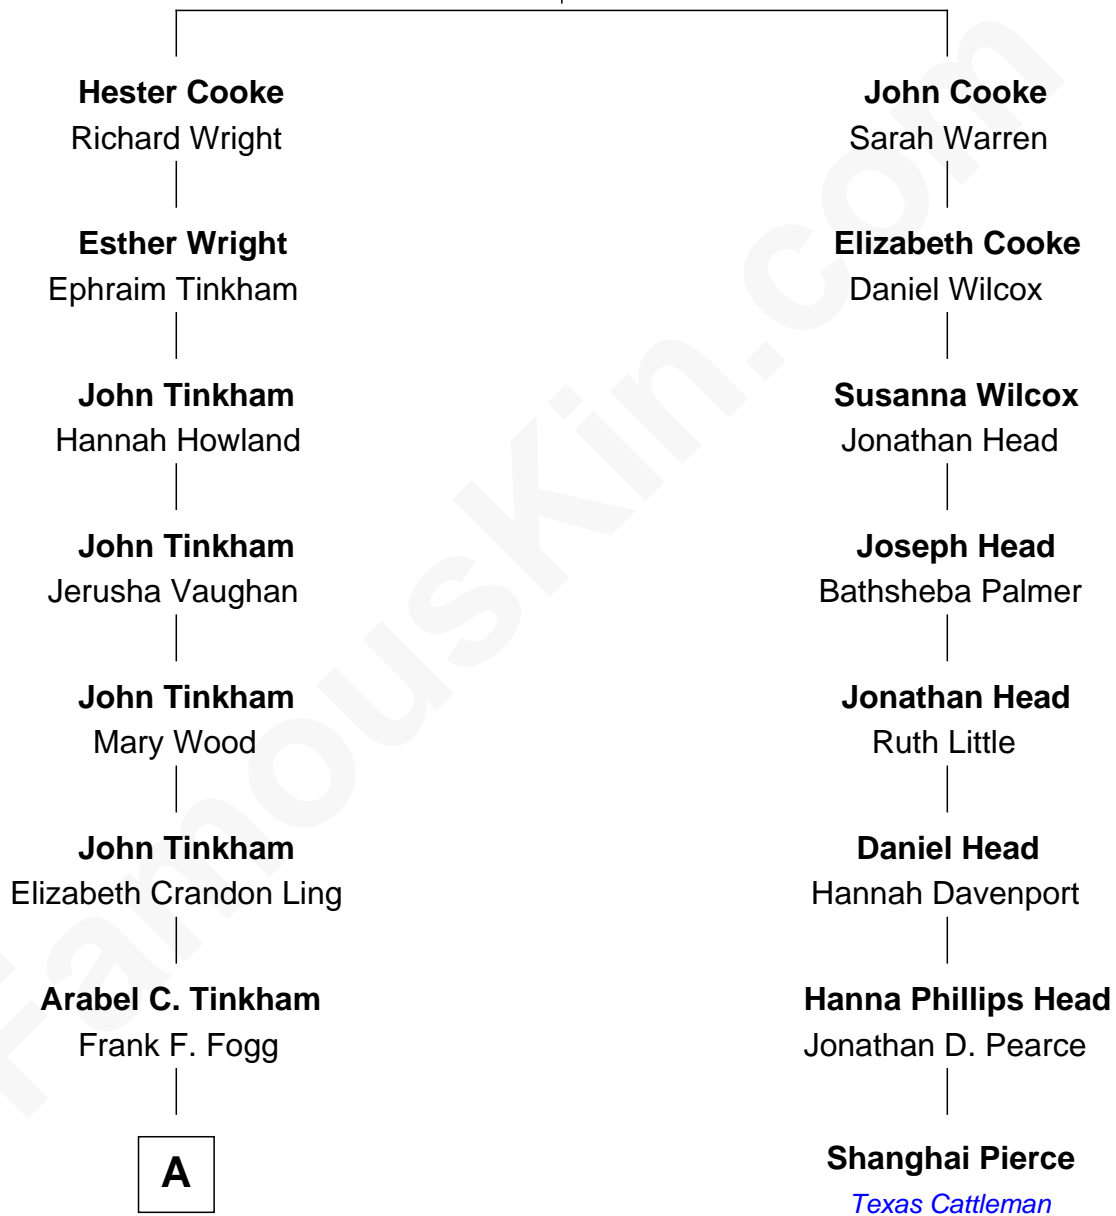 Hester Cooke
Richard Wright
John Cooke
Sarah Warren
Esther Wright
Ephraim Tinkham
Elizabeth Cooke
Daniel Wilcox
John Tinkham
Hannah Howland
Susanna Wilcox
Jonathan Head
John Tinkham
Jerusha Vaughan
Joseph Head
Bathsheba Palmer
John Tinkham
Mary Wood
Jonathan Head
Ruth Little
John Tinkham
Elizabeth Crandon Ling
Daniel Head
Hannah Davenport
Arabel C. Tinkham
Frank F. Fogg
Hanna Phillips Head
Jonathan D. Pearce
A
Shanghai Pierce
Texas Cattleman
FamousKin.com